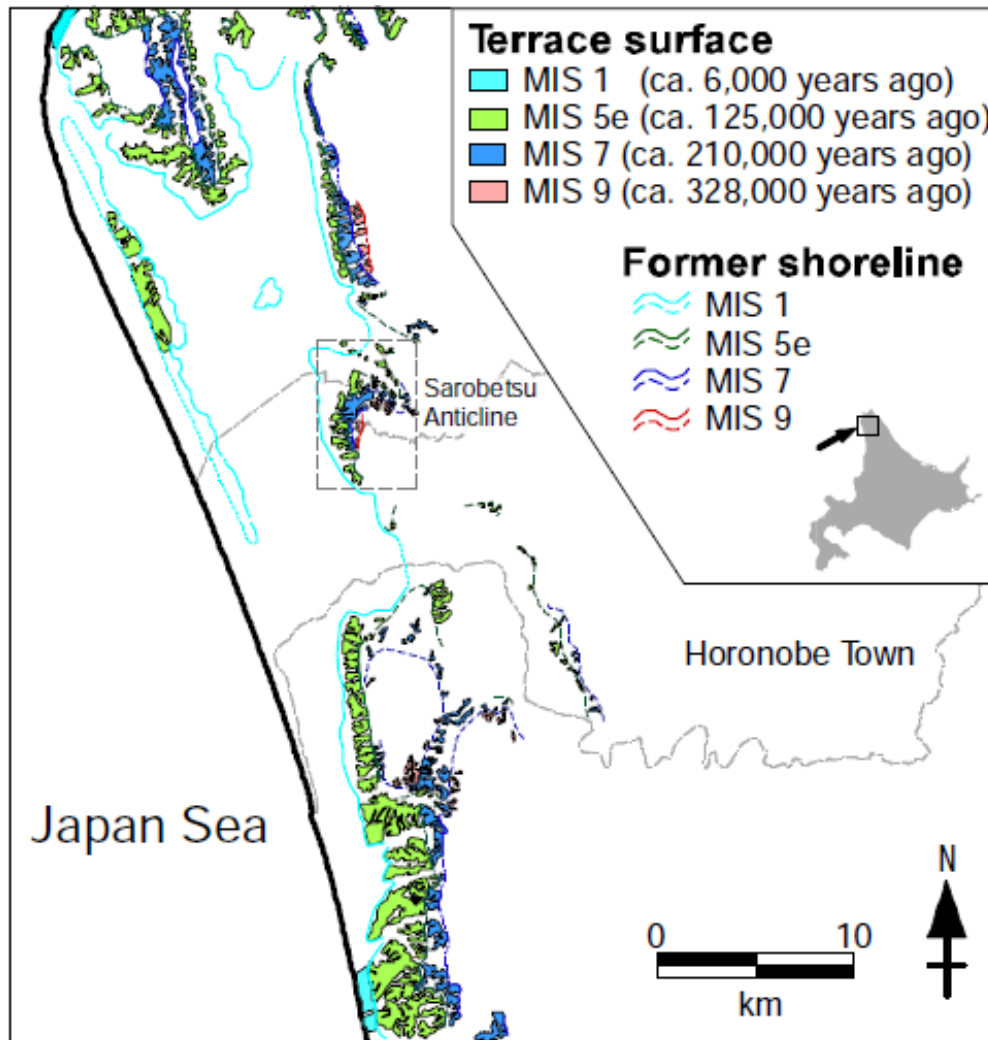 Terrace surface
MIS 1 (ca. 6,000 years ago)
MIS 5e (ca. 125,000 years ago)
MIS 7 (ca. 210,000 years ago)
MIS 9 (ca. 328,000 years ago)
Former shoreline
MIS 1
MIS 5e
MIS 7
MIS 9
Sarobetsu
Anticline
Horonobe Town
Japan Sea
N
0 10
km